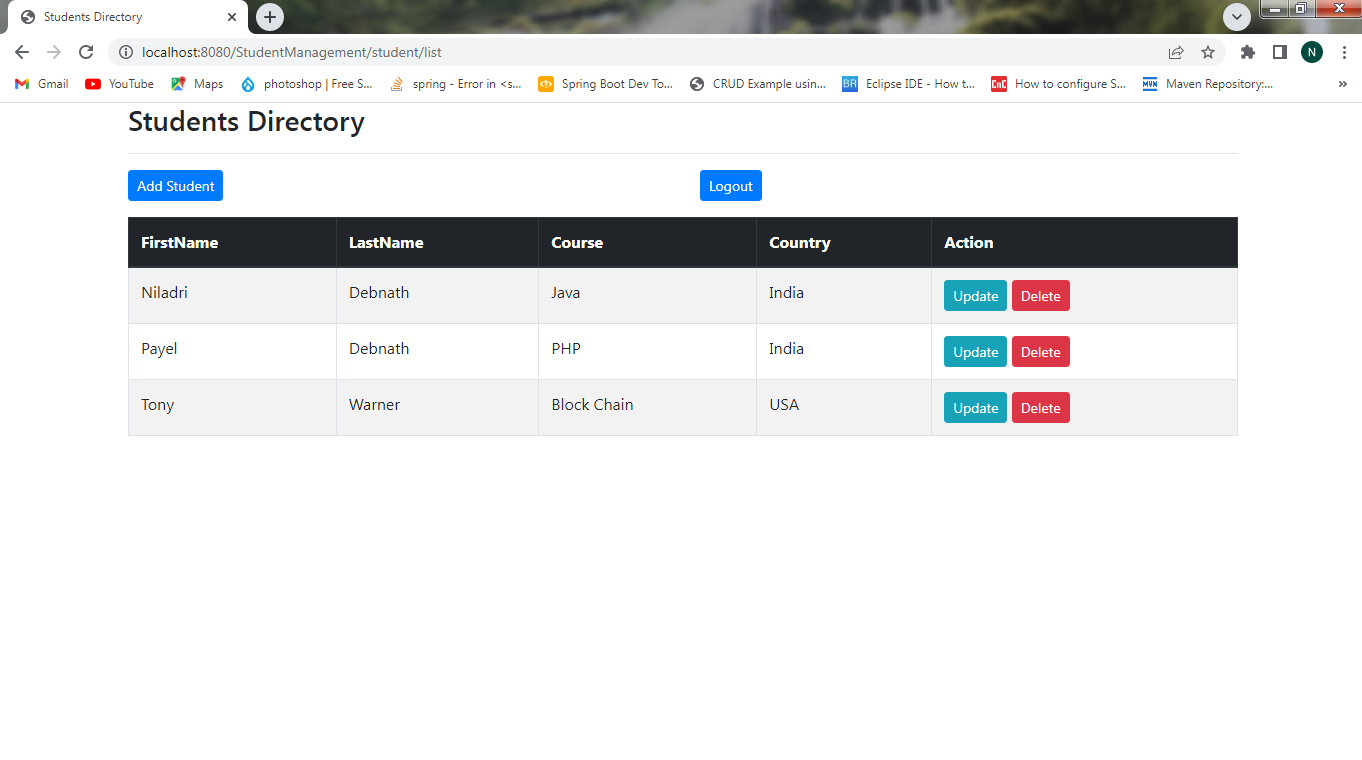 Students Directory
localhost:8080/StudentManagement/student/list
N
Gmail YouTube Maps photoshop | Free S... spring - Error in <s... Spring Boot Dev To... CRUD Example usin... BR Eclipse IDE - How t... CnC How to configure S... MVN Maven Repository:... »
Students Directory
Add Student Logout
FirstName LastName Course Country Action
Niladri Debnath Java India Update Delete
Payel Debnath PHP India Update Delete
Tony Warner Block Chain USA Update Delete